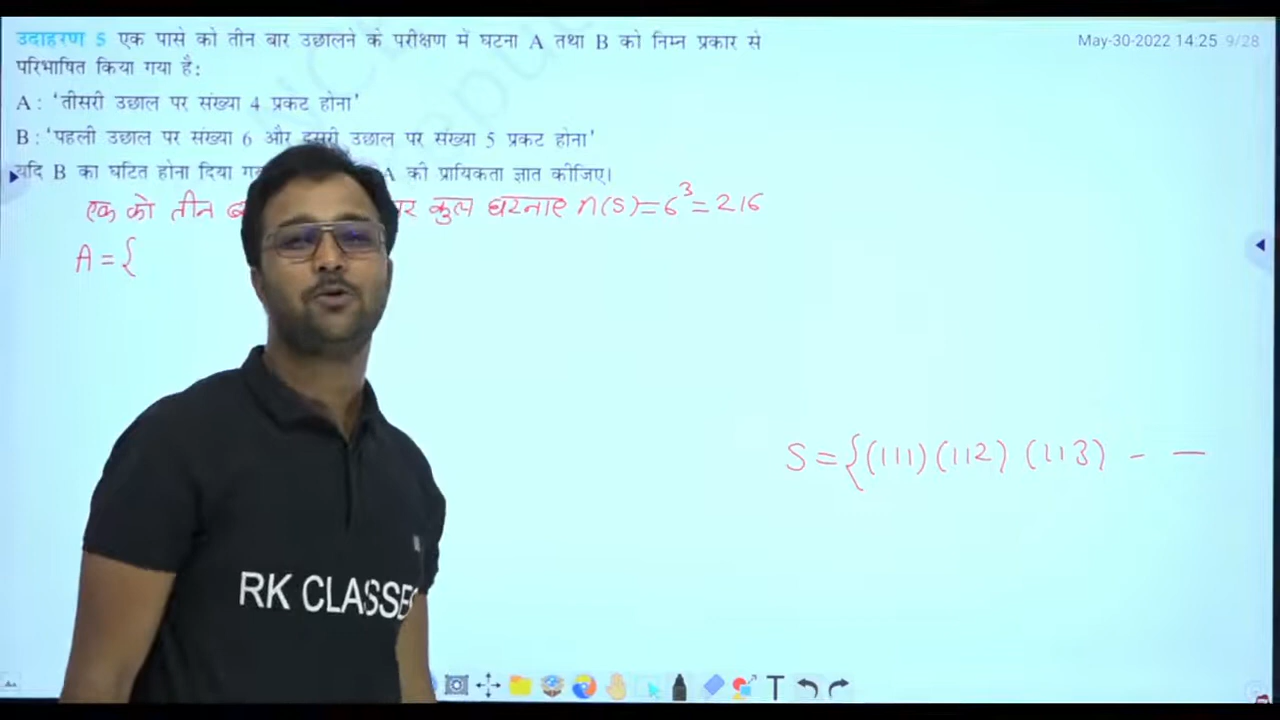 उदाहरण 5 एक पासे को तीन बार उछालने के परीक्षण में घटना A तथा B को निम्न प्रकार से
May-30-2022 14:25 9/28
परिभाषित किया गया है:
A : 'तीसरी उछाल पर संख्या 4 प्रकट होना'
B : 'पहली उछाल पर संख्या 6 और दूसरी उछाल पर संख्या 5 प्रकट होना'
यदि B का घटित होना दिया A की प्रायिकता ज्ञात कीजिए।
एक को तीन पर कुल घटनाए n(S)=6³=216
A={
S={(111)(112) (113) - —
RK CLASSES
T